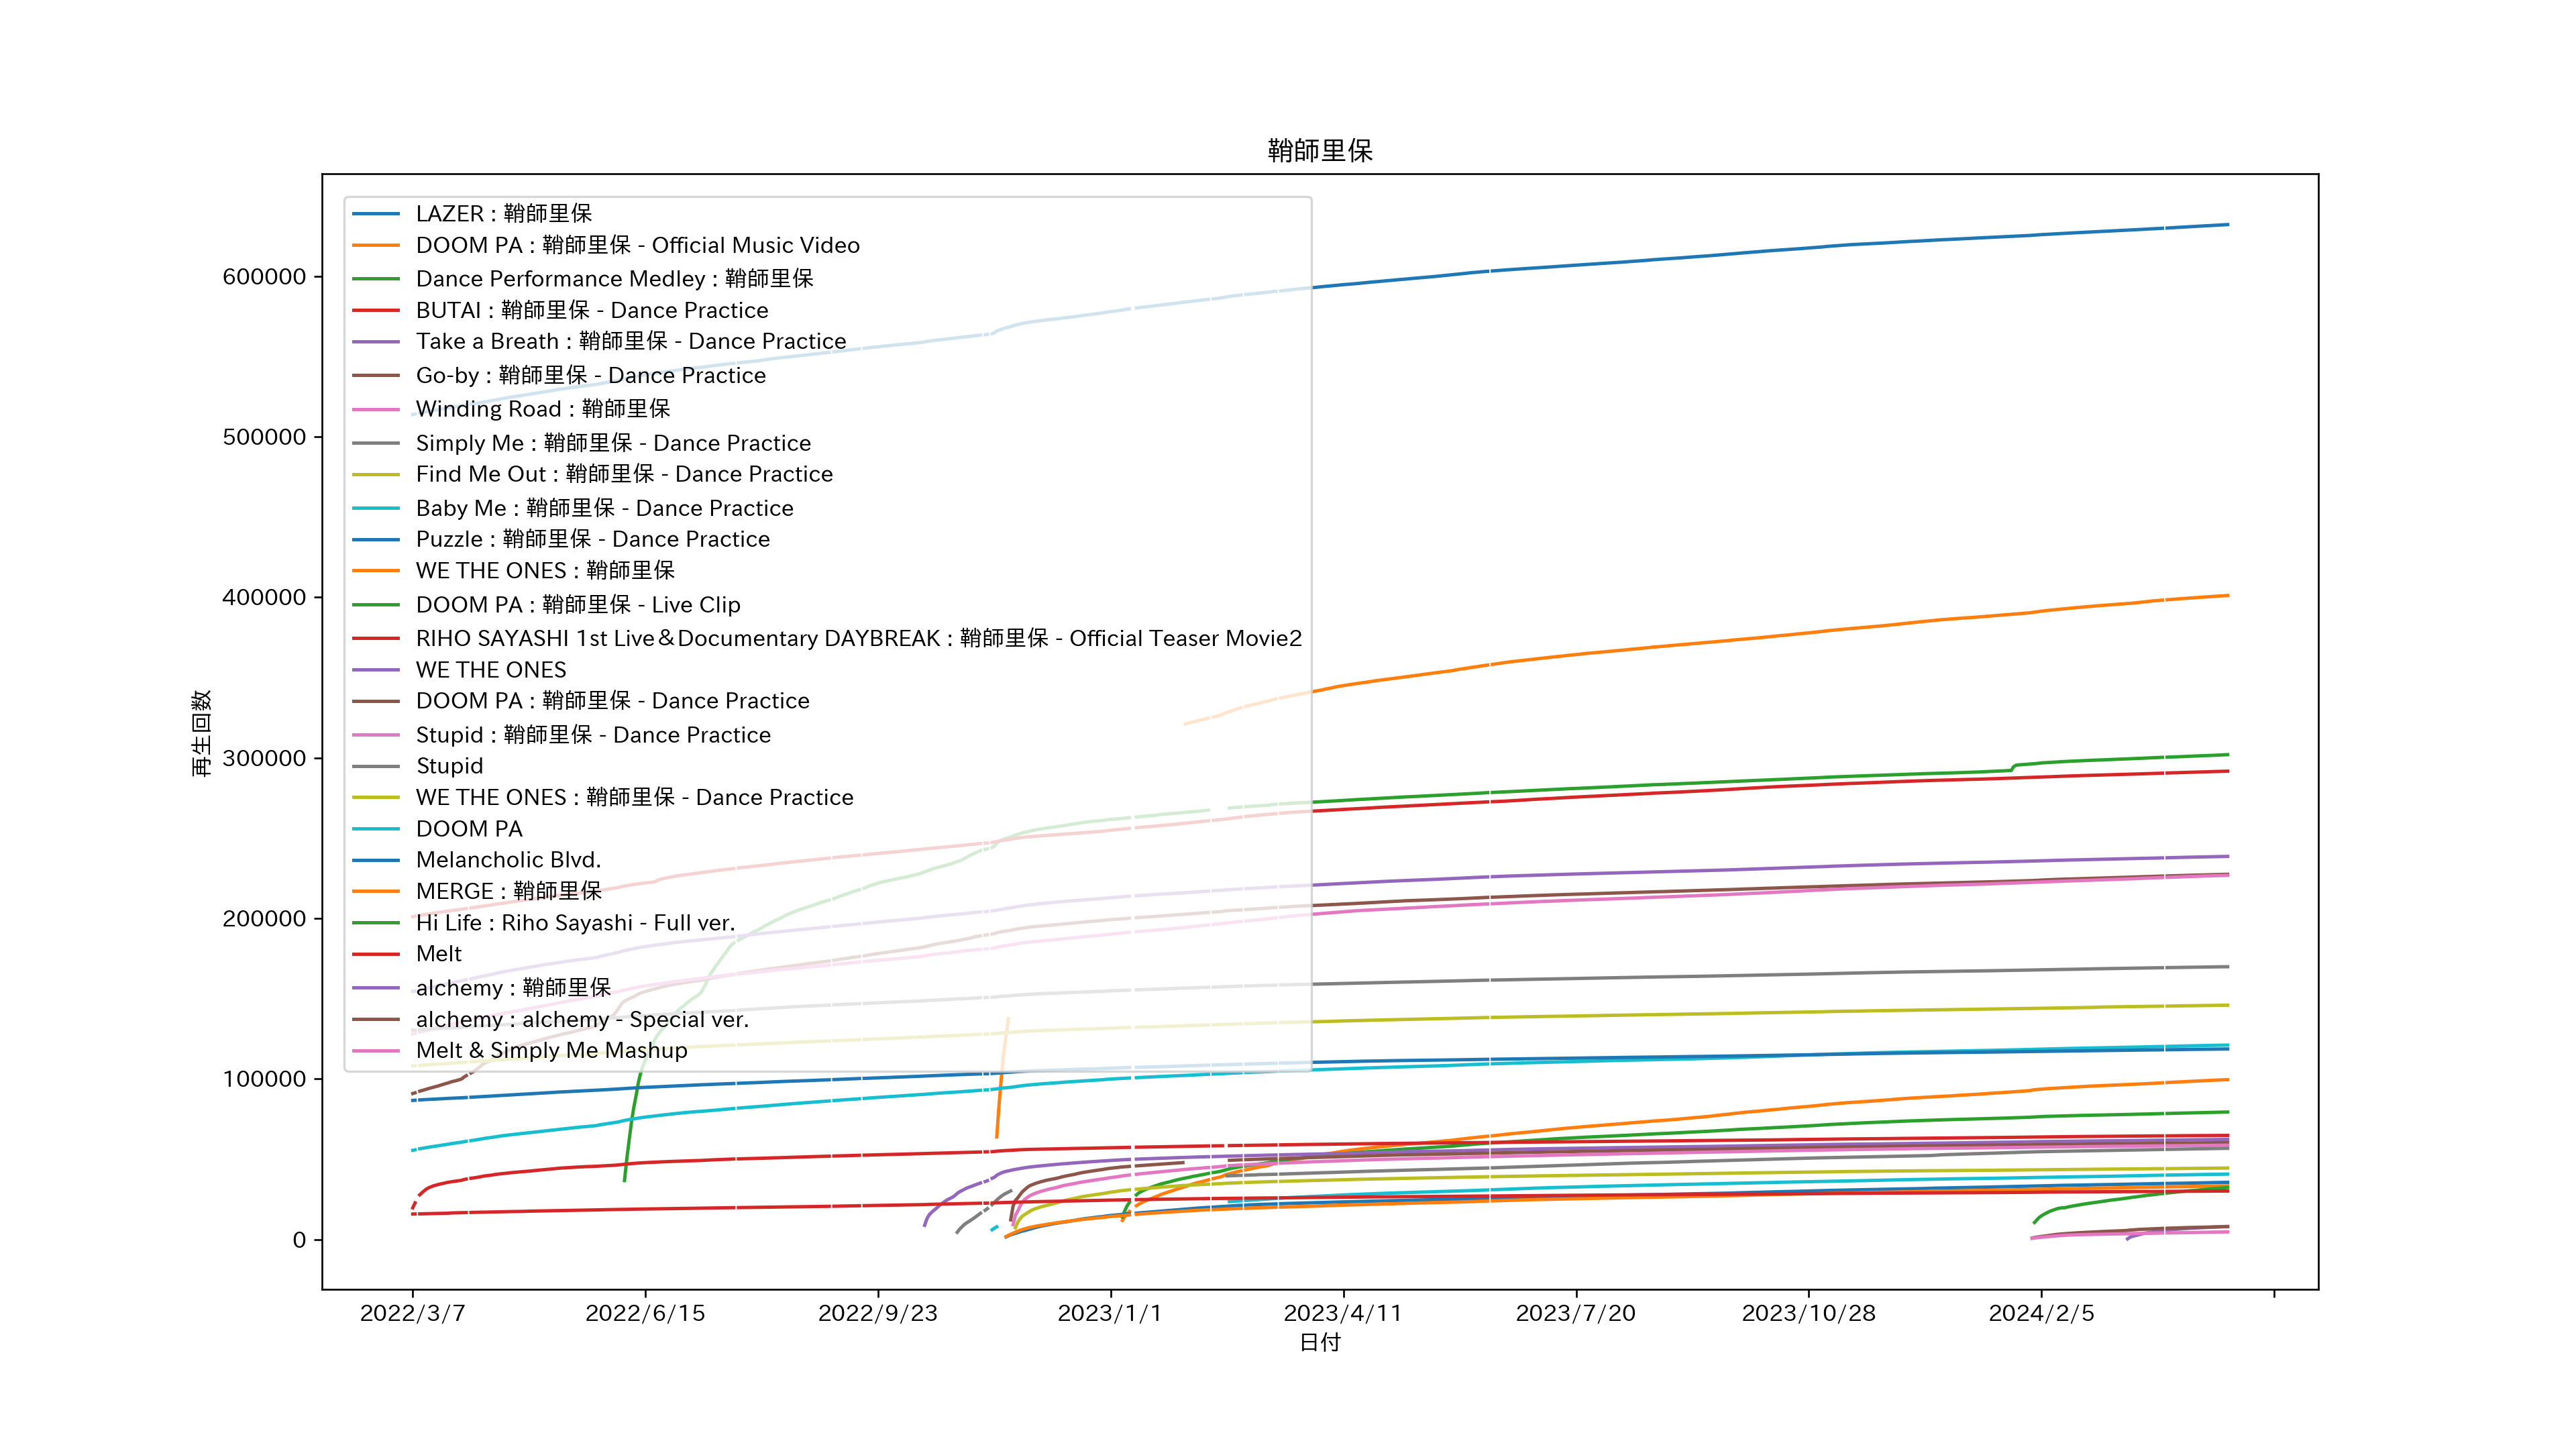 鞘師里保
LAZER : 鞘師里保
DOOM PA : 鞘師里保 - Official Music Video
Dance Performance Medley : 鞘師里保
BUTAI : 鞘師里保 - Dance Practice
Take a Breath : 鞘師里保 - Dance Practice
Go-by : 鞘師里保 - Dance Practice
Winding Road : 鞘師里保
Simply Me : 鞘師里保 - Dance Practice
Find Me Out : 鞘師里保 - Dance Practice
Baby Me : 鞘師里保 - Dance Practice
Puzzle : 鞘師里保 - Dance Practice
WE THE ONES : 鞘師里保
DOOM PA : 鞘師里保 - Live Clip
RIHO SAYASHI 1st Live&Documentary DAYBREAK : 鞘師里保 - Official Teaser Movie2
WE THE ONES
DOOM PA : 鞘師里保 - Dance Practice
Stupid : 鞘師里保 - Dance Practice
Stupid
WE THE ONES : 鞘師里保 - Dance Practice
DOOM PA
Melancholic Blvd.
MERGE : 鞘師里保
Hi Life : Riho Sayashi - Full ver.
Melt
alchemy : 鞘師里保
alchemy : alchemy - Special ver.
Melt & Simply Me Mashup
600000
500000
400000
300000
200000
100000
0
再生回数
2022/3/7
2022/6/15
2022/9/23
2023/1/1
2023/4/11
2023/7/20
2023/10/28
2024/2/5
日付